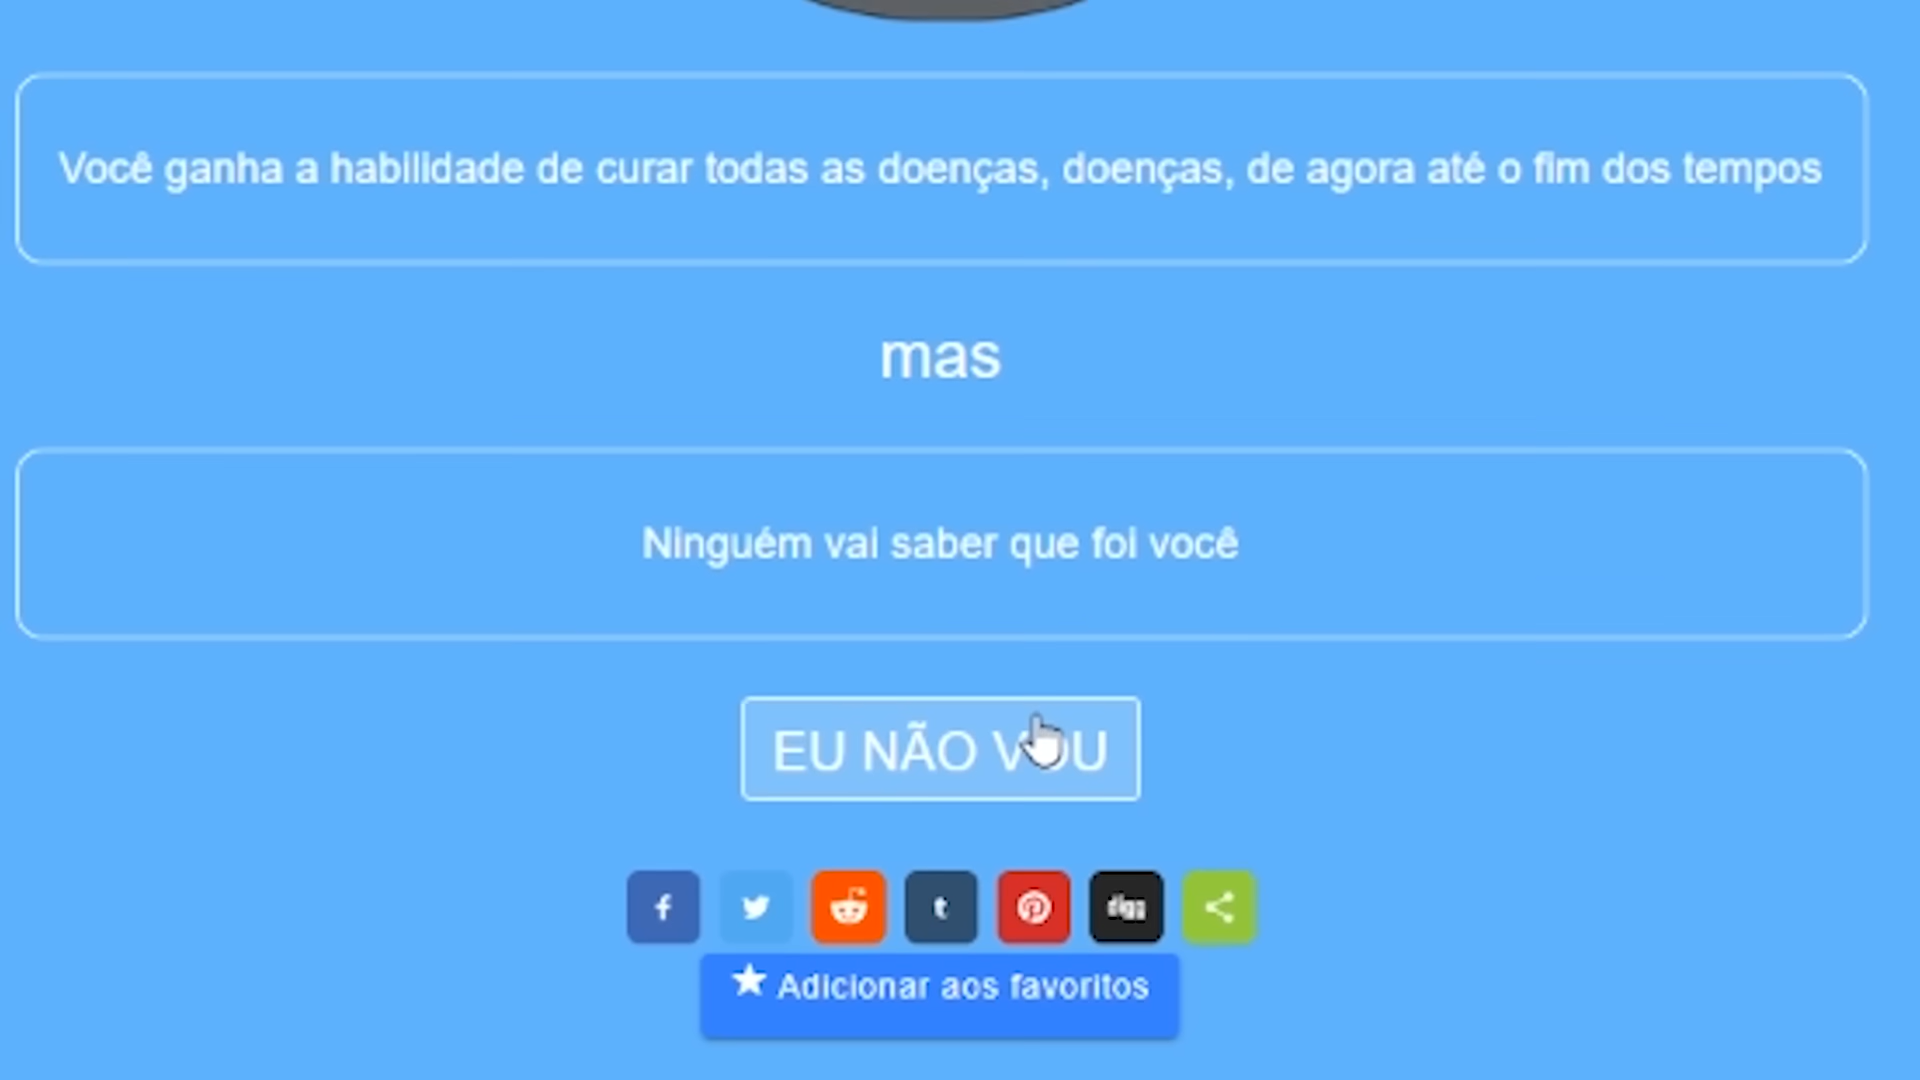 Você ganha a habilidade de curar todas as doenças, doenças, de agora até o fim dos tempos
mas
Ninguém vai saber que foi você
EU NÃO VOU
f
t
digg
Adicionar aos favoritos